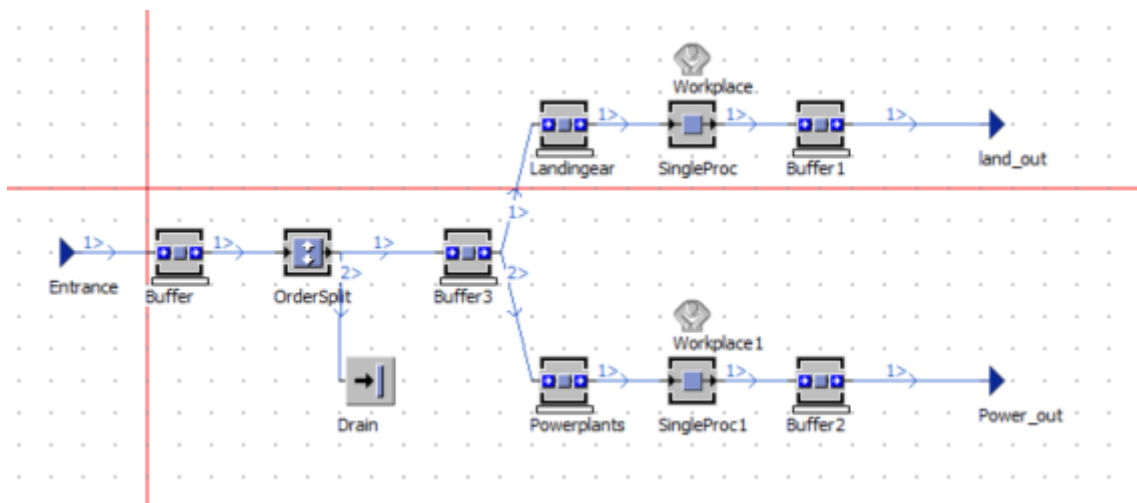 Workplace
1> 1> 1>
Landingear SingleProc Buffer1 land_out
1>
1> 1> 1>
2> 2>
Entrance Buffer OrderSplit Buffer3
Workplace1
1> 1> 1>
Drain Powerplants SingleProc1 Buffer2 Power_out